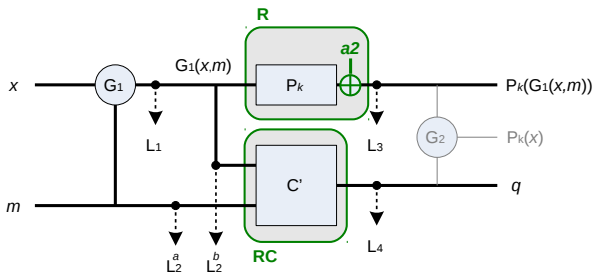 R
a2
G₁(x,m)
x
G₁
Pₖ
Pₖ(G₁(x,m))
L₁
L₃
G₂
Pₖ(x)
C’
q
m
L₂ᵃ
L₂ᵇ
L₄
RC